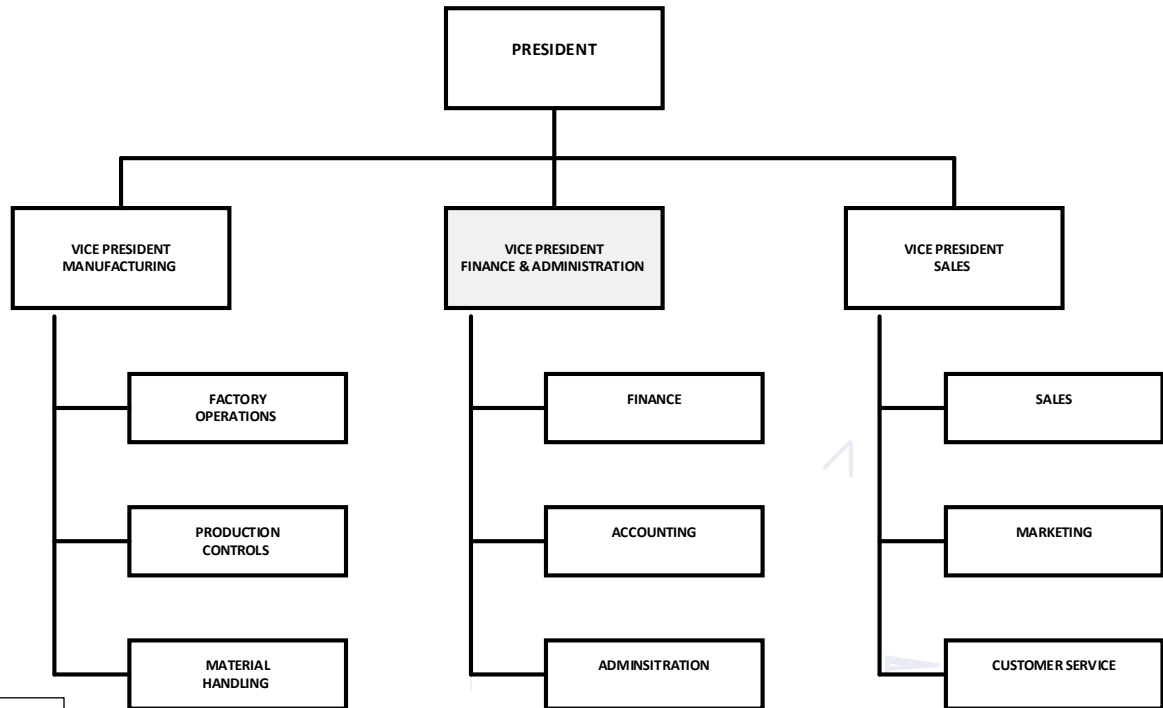 PRESIDENT
VICE PRESIDENT
MANUFACTURING
VICE PRESIDENT
FINANCE & ADMINISTRATION
VICE PRESIDENT
SALES
FACTORY
OPERATIONS
FINANCE
SALES
PRODUCTION
CONTROLS
ACCOUNTING
MARKETING
MATERIAL
HANDLING
ADMINSITRATION
CUSTOMER SERVICE